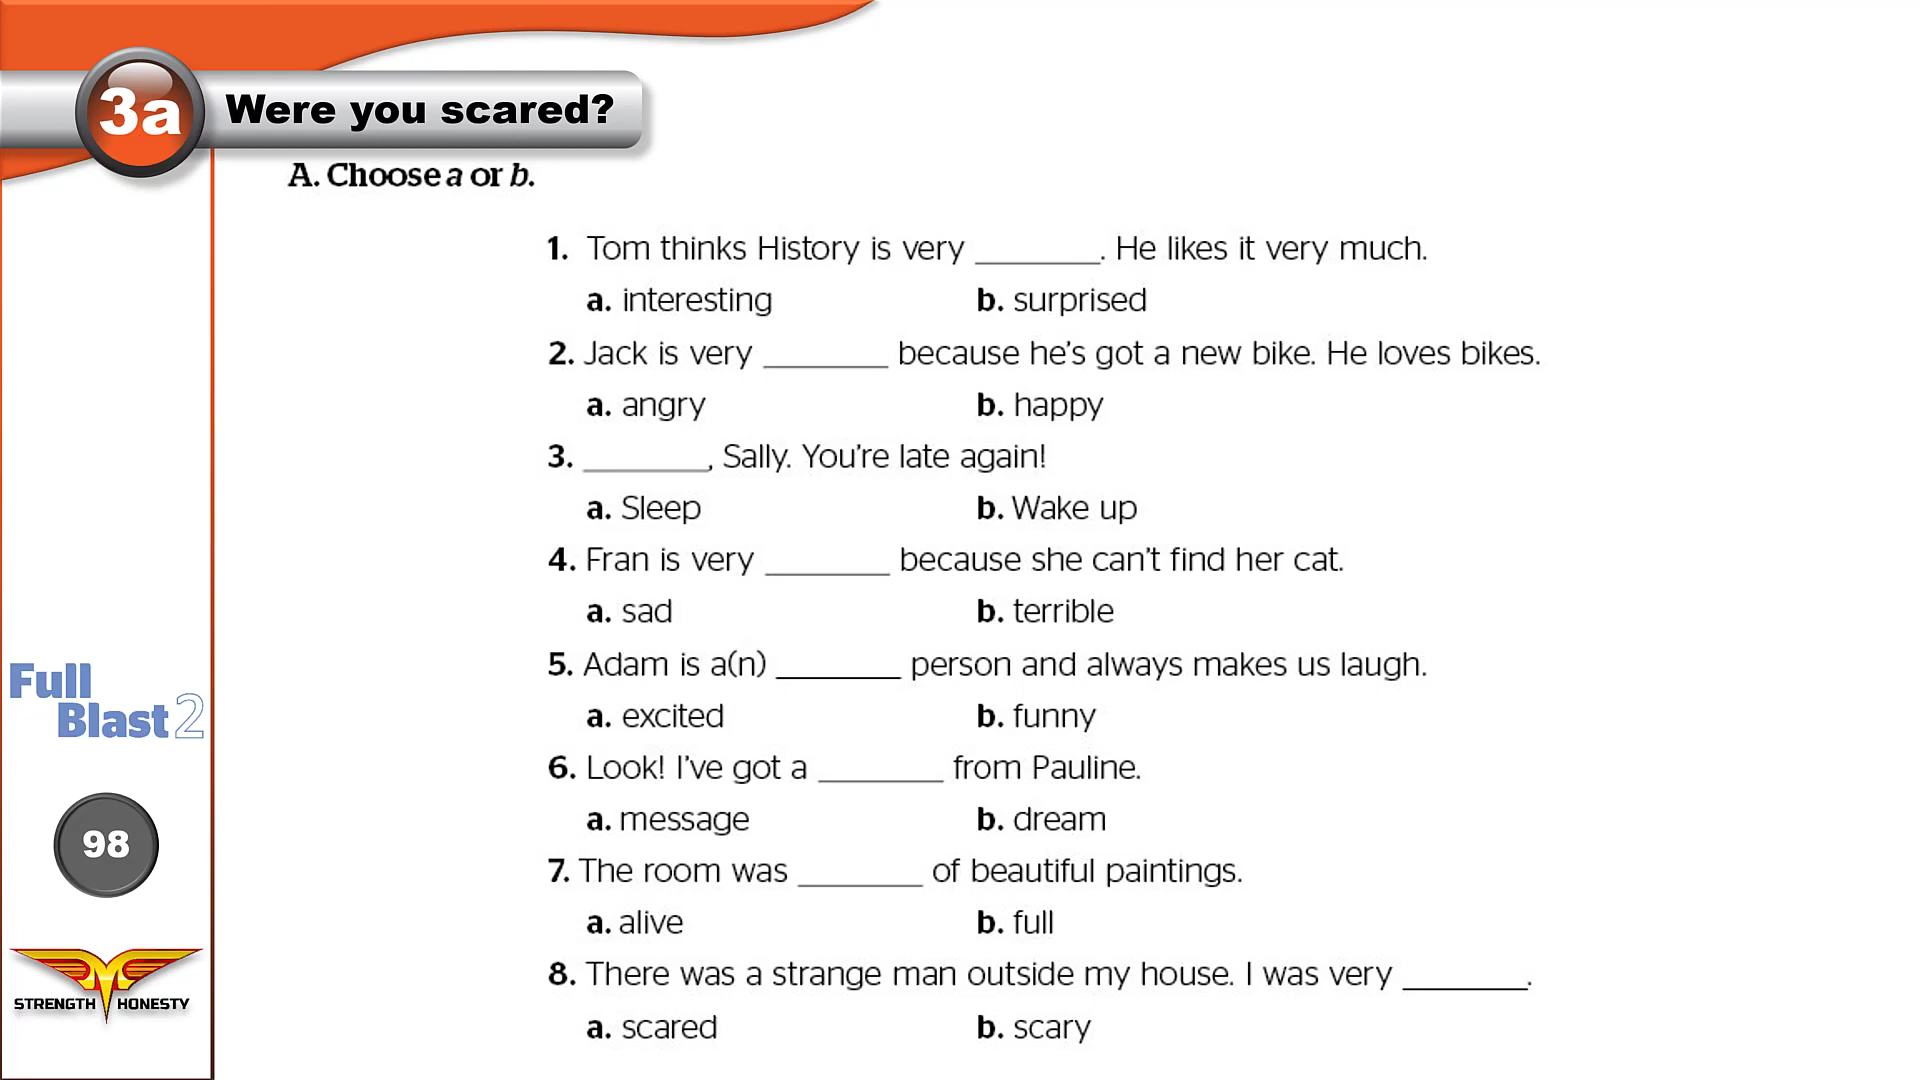 3a Were you scared?
A. Choose a or b.
1. Tom thinks History is very ________. He likes it very much.
a. interesting b. surprised
2. Jack is very ________ because he's got a new bike. He loves bikes.
a. angry b. happy
3. ________, Sally. You're late again!
a. Sleep b. Wake up
4. Fran is very ________ because she can't find her cat.
a. sad b. terrible
5. Adam is a(n) ________ person and always makes us laugh.
a. excited b. funny
6. Look! I've got a ________ from Pauline.
a. message b. dream
7. The room was ________ of beautiful paintings.
a. alive b. full
8. There was a strange man outside my house. I was very ________.
a. scared b. scary
Full
Blast 2
98
STRENGTH HONESTY